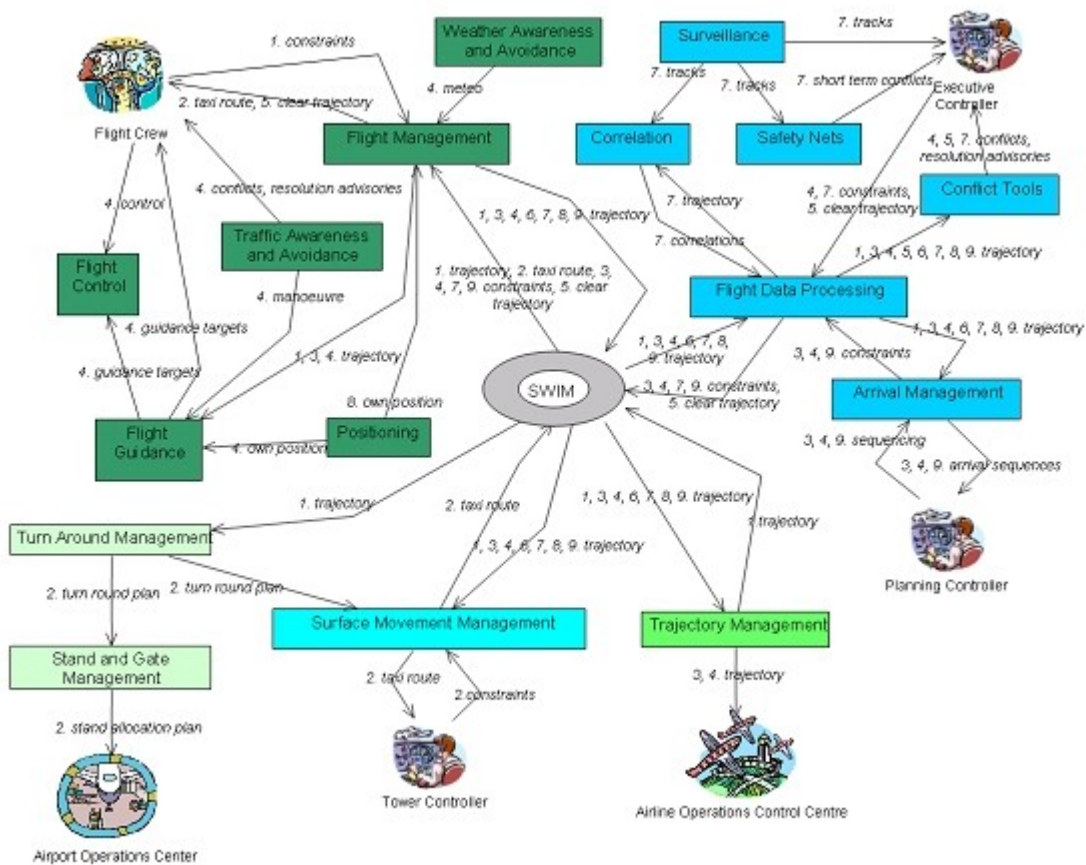 1. constraints
Weather Awareness
and Avoidance
Surveillance
7. tracks
7. tracks
7. tracks
7. short term conflicts
4. meteo
2. taxi route, 5. clear trajectory
Executive
Controller
Flight Crew
Flight Management
Correlation
Safety Nets
4, 5, 7. conflicts,
resolution advisories
Conflict Tools
4. control
4. conflicts, resolution advisories
4, 7. constraints,
5. clear trajectory
7. trajectory
1, 3, 4, 6, 7, 8, 9. trajectory
7. correlations
Traffic Awareness
and Avoidance
1, 3, 4, 5, 6, 7, 8, 9. trajectory
Flight
Control
1. trajectory, 2. taxi route, 3,
4, 7, 9. constraints, 5. clear
trajectory
Flight Data Processing
4. manoeuvre
4. guidance targets
1, 3, 4, 6, 7, 8, 9. trajectory
1, 3, 4, 6, 7, 8,
9. trajectory
3, 4, 9. constraints
1, 3, 4. trajectory
4. guidance targets
SWIM
3, 4, 7, 9. constraints,
5. clear trajectory
Arrival Management
8. own position
Flight
Guidance
Positioning
4. own position
3, 4, 9. sequencing
3, 4, 9. arrival sequences
1. trajectory
2. taxi route
1, 3, 4, 6, 7, 8, 9. trajectory
1.trajectory
Turn Around Management
1, 3, 4, 6, 7, 8, 9. trajectory
Planning Controller
2. turn round plan
2. turn round plan
Surface Movement Management
Trajectory Management
Stand and Gate
Management
2. taxi route
2.constraints
3, 4. trajectory
2. stand allocation plan
Tower Controller
Airline Operations Control Centre
Airport Operations Center